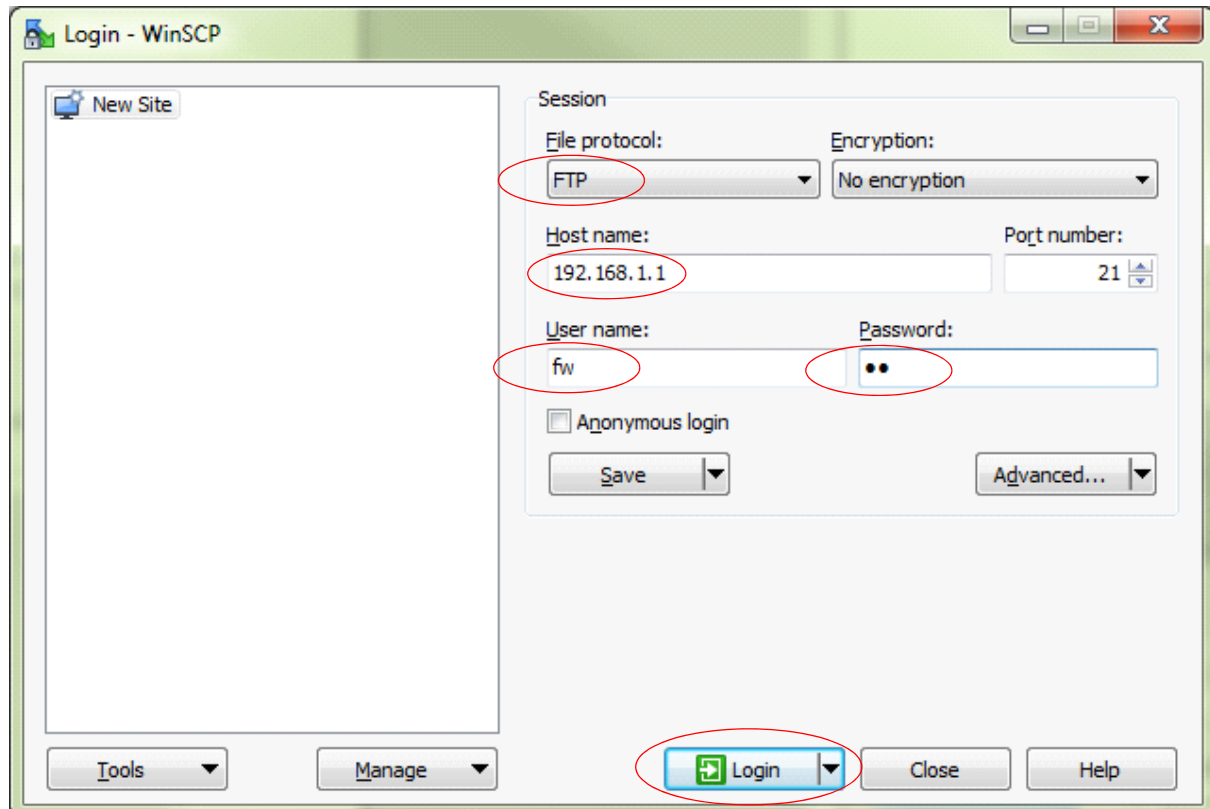 Login - WinSCP
New Site
Session
File protocol:
Encryption:
FTP
No encryption
Host name:
Port number:
192.168.1.1
21
User name:
Password:
fw
●●
Anonymous login
Save
Advanced...
Tools
Manage
Login
Close
Help